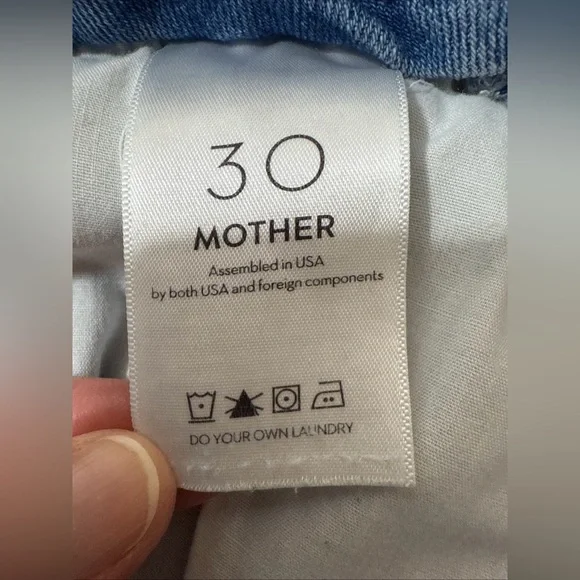 30
MOTHER
Assembled in USA
by both USA and foreign components
DO YOUR OWN LAUNDRY